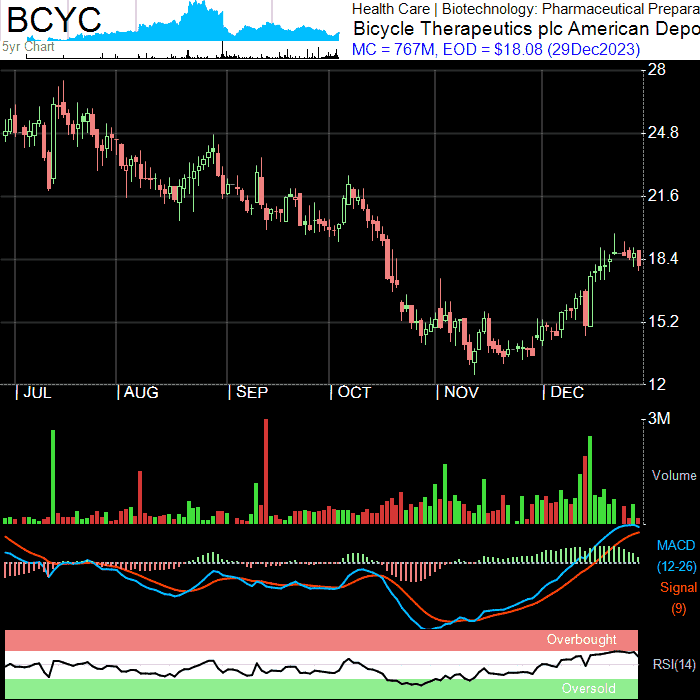 BCYC
5yr Chart
Health Care | Biotechnology: Pharmaceutical Prepara
Bicycle Therapeutics plc American Depo
MC = 767M, EOD = $18.08 (29Dec2023)
28
24.8
21.6
18.4
15.2
12
JUL AUG SEP OCT NOV DEC
3M
Volume
MACD
(12-26)
Signal
(9)
Overbought
RSI(14)
Oversold